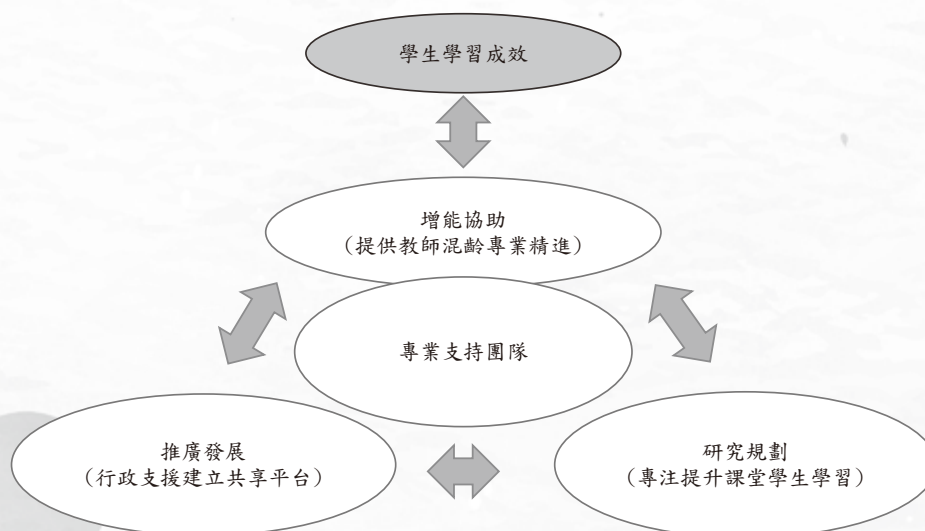 學生學習成效
增能協助
（提供教師混齡專業精進）
專業支持團隊
推廣發展
（行政支援建立共享平台）
研究規劃
（專注提升課堂學生學習）